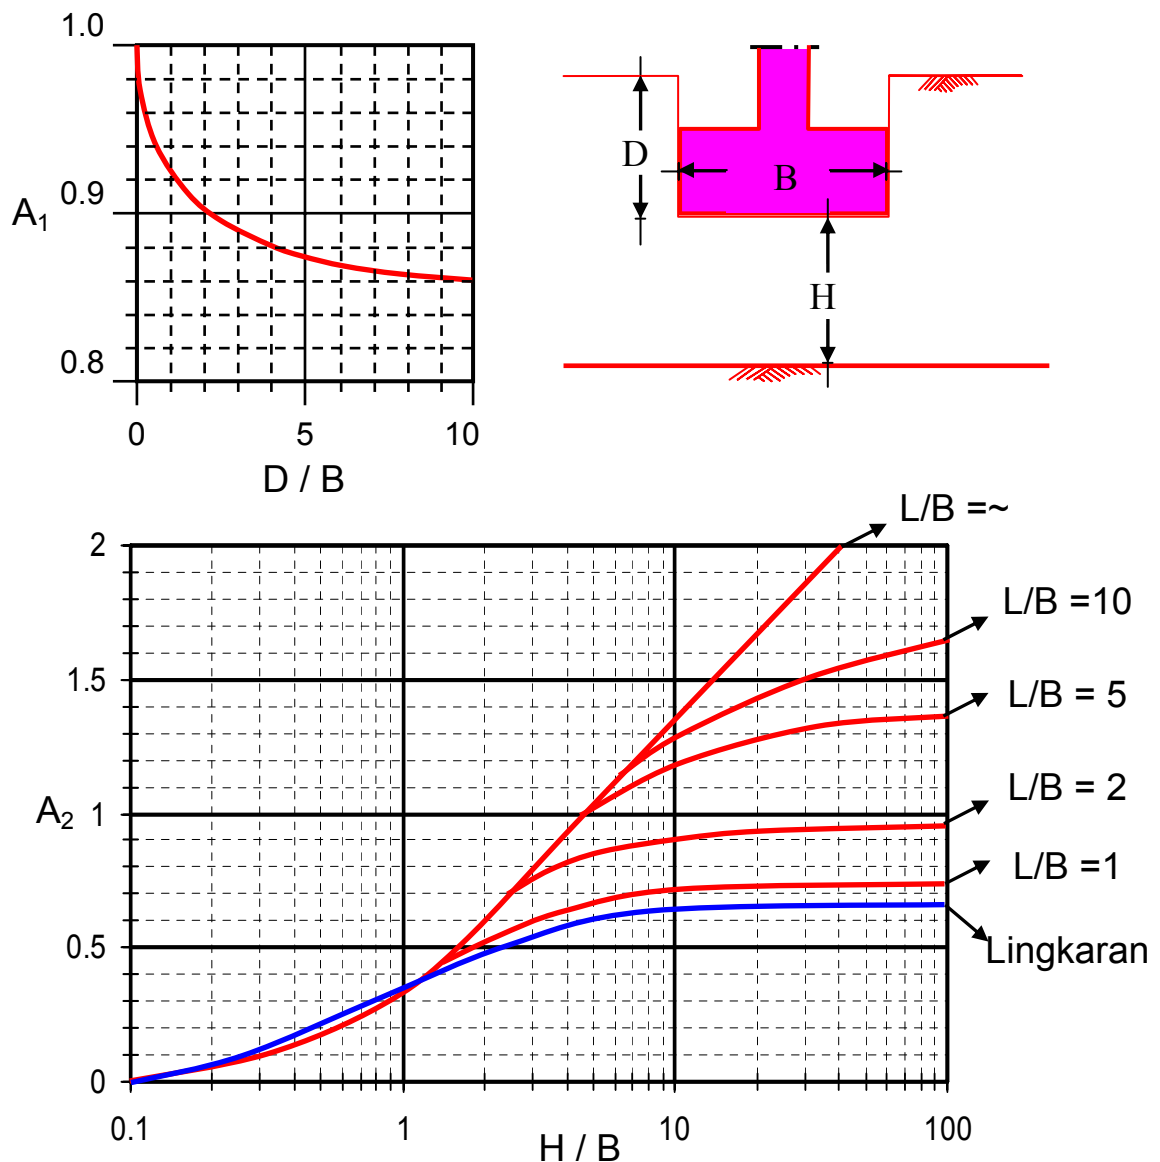 1.0
0.9
A1
0.8
0 5 10
D / B
D
B
H
L/B =~
2
L/B =10
1.5
L/B = 5
1
A2
L/B = 2
L/B =1
0.5
Lingkaran
0
0.1 1 10 100
H / B